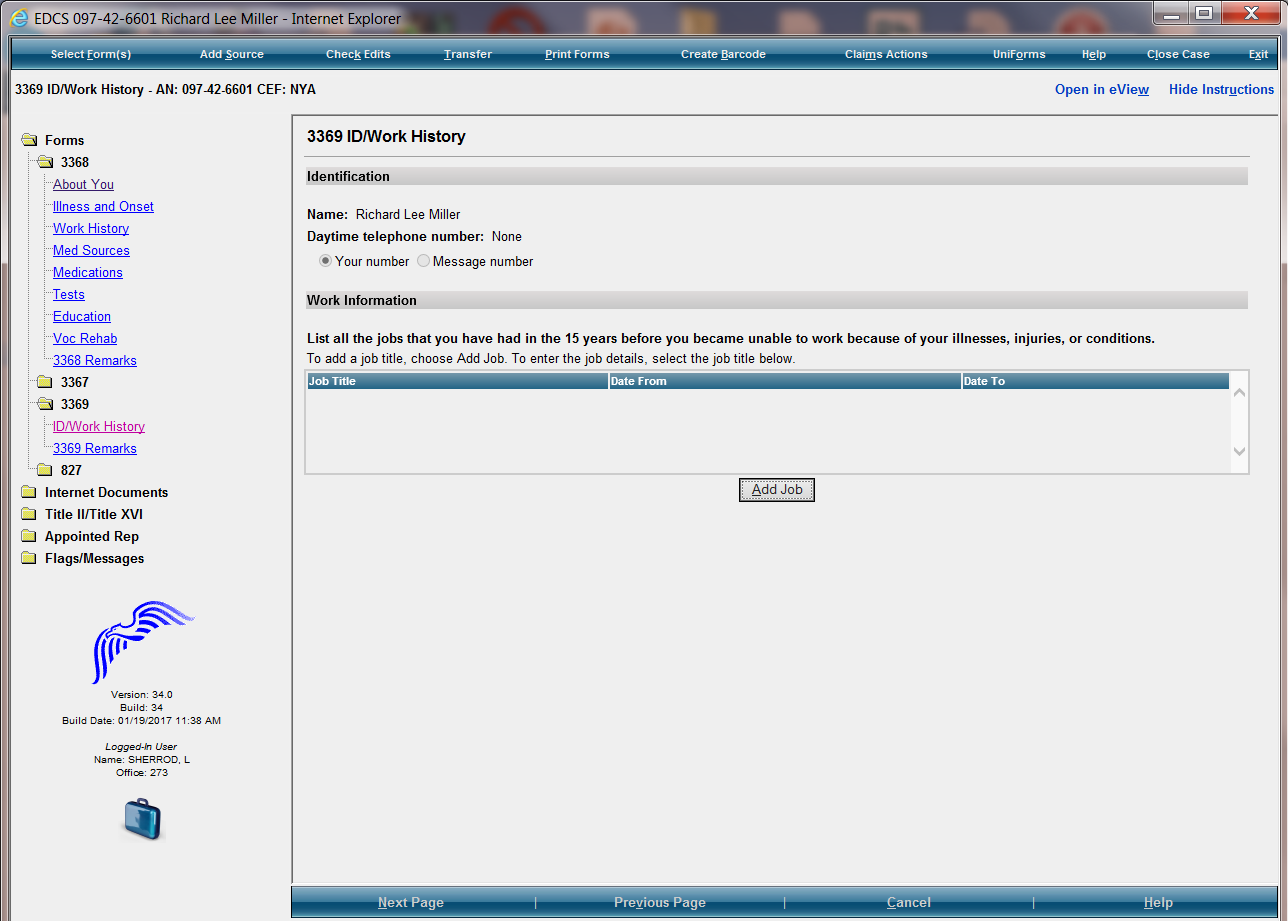 EDCS 097-42-6601 Richard Lee Miller - Internet Explorer
Select Form(s) Add Source Check Edits Transfer Print Forms Create Barcode Claims Actions UniForms Help Close Case Exit
3369 ID/Work History - AN: 097-42-6601 CEF: NYA Open in eView Hide Instructions
Forms
3368
About You
Illness and Onset
Work History
Med Sources
Medications
Tests
Education
Voc Rehab
3368 Remarks
3367
3369
ID/Work History
3369 Remarks
827
Internet Documents
Title II/Title XVI
Appointed Rep
Flags/Messages
Version: 34.0
Build: 34
Build Date: 01/19/2017 11:38 AM
Logged-In User
Name: SHERROD, L
Office: 273
3369 ID/Work History
Identification
Name: Richard Lee Miller
Daytime telephone number: None
Your number Message number
Work Information
List all the jobs that you have had in the 15 years before you became unable to work because of your illnesses, injuries, or conditions.
To add a job title, choose Add Job. To enter the job details, select the job title below.
Job Title Date From Date To
Add Job
Next Page | Previous Page | Cancel | Help